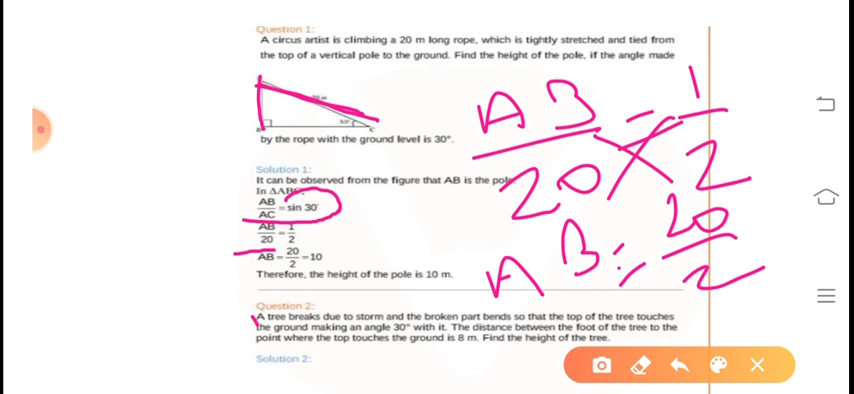 Question 1:
A circus artist is climbing a 20 m long rope, which is tightly stretched and tied from
the top of a vertical pole to the ground. Find the height of the pole, if the angle made
30°
C
by the rope with the ground level is 30°.
Solution 1:
It can be observed from the figure that AB is the pole.
In ΔABC,
AB/AC = sin 30°
AB/20 = 1/2
AB = 20/2 = 10
Therefore, the height of the pole is 10 m.
AB/20 = 1/2
AB = 20/2
Question 2:
A tree breaks due to storm and the broken part bends so that the top of the tree touches
the ground making an angle 30° with it. The distance between the foot of the tree to the
point where the top touches the ground is 8 m. Find the height of the tree.
Solution 2: